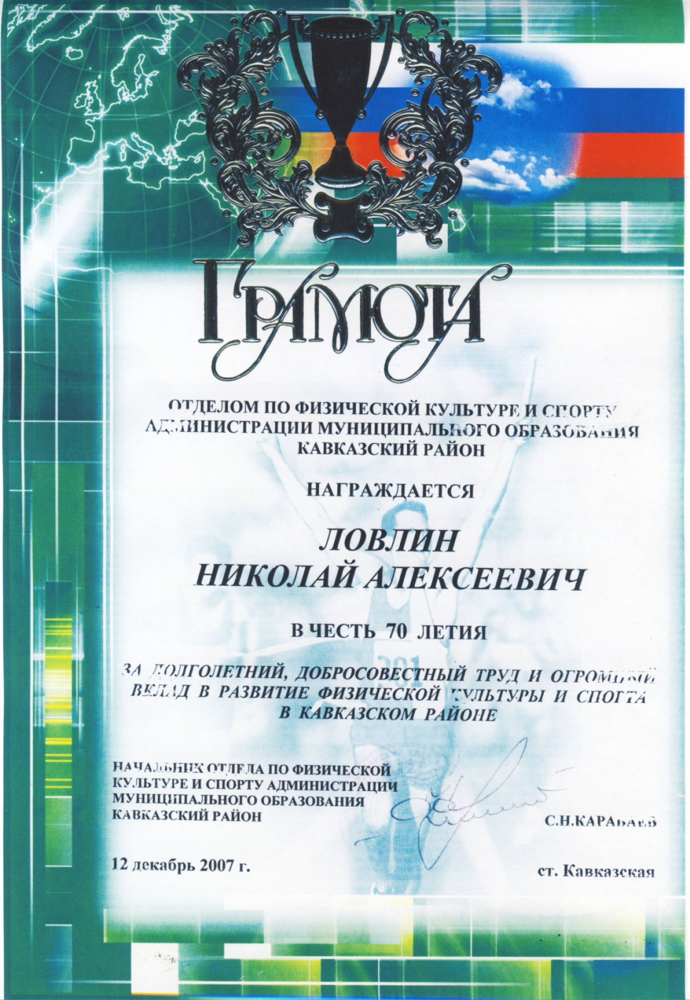 ГРАМОТА
ОТДЕЛОМ ПО ФИЗИЧЕСКОЙ КУЛЬТУРЕ И СПОРТУ
АДМИНИСТРАЦИИ МУНИЦИПАЛЬНОГО ОБРАЗОВАНИЯ
КАВКАЗСКИЙ РАЙОН
НАГРАЖДАЕТСЯ
ЛОВЛИН
НИКОЛАЙ АЛЕКСЕЕВИЧ
В ЧЕСТЬ 70 ЛЕТИЯ
301
ЗА ДОЛГОЛЕТНИЙ, ДОБРОСОВЕСТНЫЙ ТРУД И ОГРОМНЫЙ
ВКЛАД В РАЗВИТИЕ ФИЗИЧЕСКОЙ КУЛЬТУРЫ И СПОРТА
В КАВКАЗСКОМ РАЙОНЕ
НАЧАЛЬНИК ОТДЕЛА ПО ФИЗИЧЕСКОЙ
КУЛЬТУРЕ И СПОРТУ АДМИНИСТРАЦИИ
МУНИЦИПАЛЬНОГО ОБРАЗОВАНИЯ
КАВКАЗСКИЙ РАЙОН
С.Н.КАРАБАЕВ
12 декабрь 2007 г.
ст. Кавказская